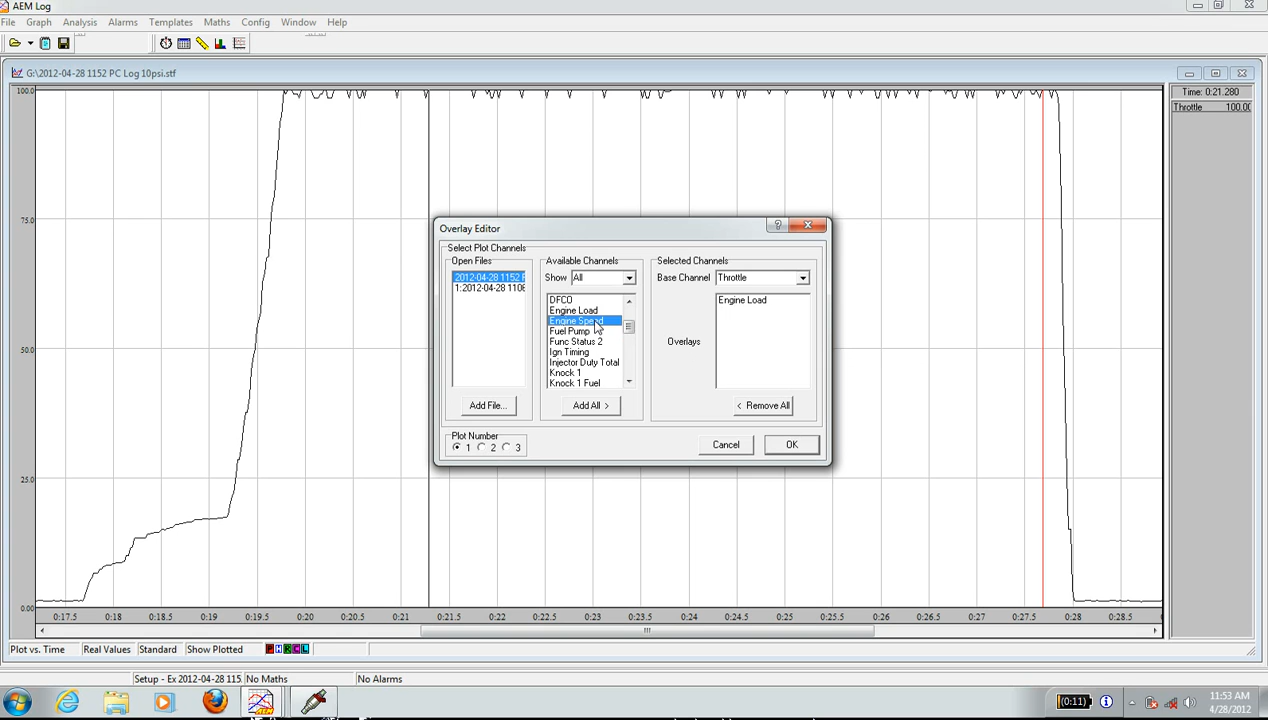 AEM Log
File Graph Analysis Alarms Templates Maths Config Window Help
G:\2012-04-28 1152 PC Log 10psi.stf
100.0
75.0
50.0
25.0
0.00
Time: 0:21.280
Throttle 100.00
Overlay Editor
Select Plot Channels
Open Files
2012-04-28 1152 P
1:2012-04-28 1106
Add File...
Available Channels
Show All
DFCO
Engine Load
Engine Speed
Fuel Pump
Func Status 2
Ign Timing
Injector Duty Total
Knock 1
Knock 1 Fuel
Add All >
Selected Channels
Base Channel Throttle
Overlays
Engine Load
< Remove All
Plot Number
1 2 3
Cancel OK
0:17.5 0:18 0:18.5 0:19 0:19.5 0:20 0:20.5 0:21 0:21.5 0:22 0:22.5 0:23 0:23.5 0:24 0:24.5 0:25 0:25.5 0:26 0:26.5 0:27 0:27.5 0:28 0:28.5
Plot vs. Time Real Values Standard Show Plotted P H R C L
Setup - Ex 2012-04-28 115 No Maths No Alarms
(0:11)
11:53 AM
4/28/2012